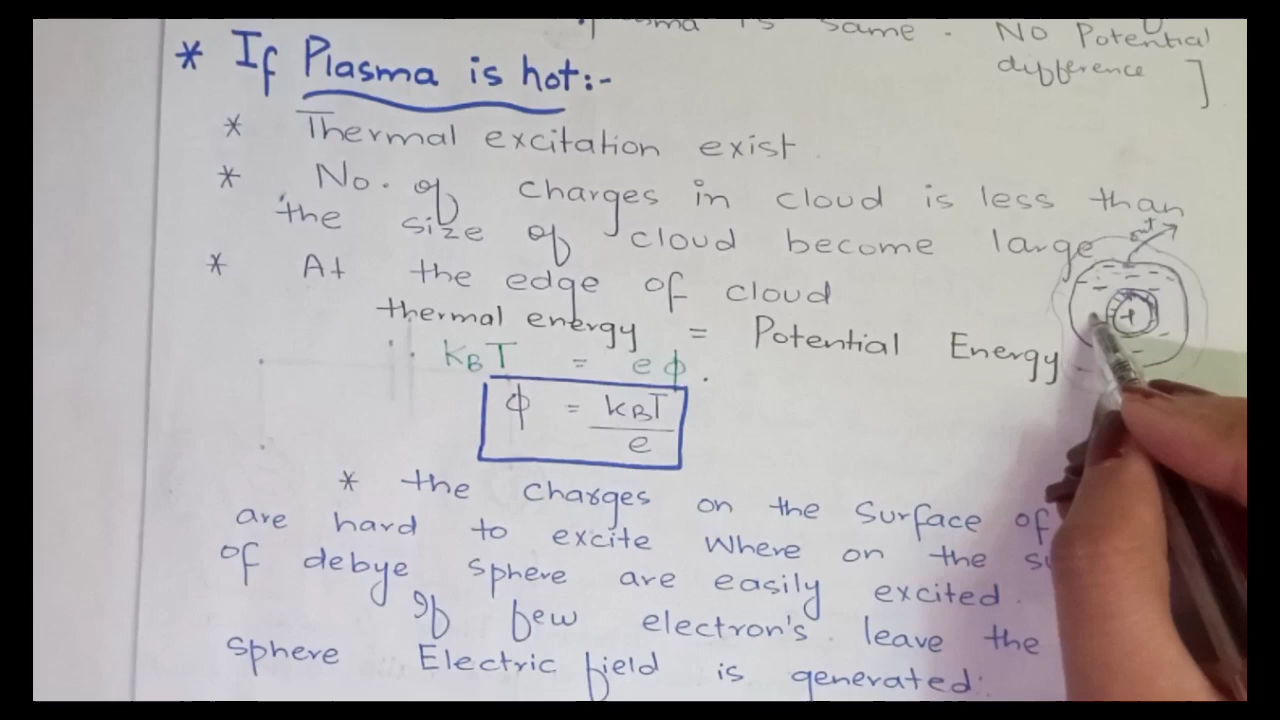 is same. No Potential
difference ]
* If Plasma is hot:-
* Thermal excitation exist.
* No. of charges in cloud is less than
the size of cloud become large
* At the edge of cloud
thermal energy = Potential Energy
∴ KBT = eϕ.
ϕ = KBT
e
* the charges on the Surface of
are hard to excite Where on the
of debye sphere are easily excited.
If few electron's leave the
sphere Electric field is generated:
+
e+
+